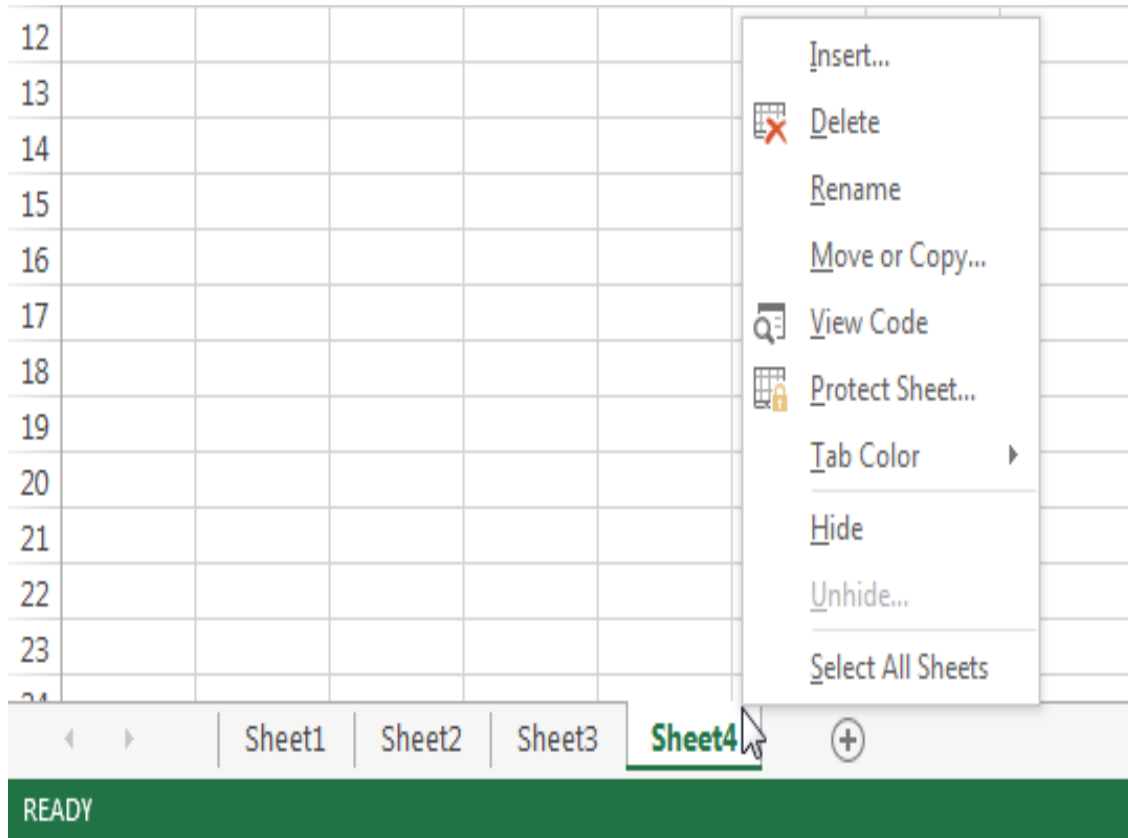 12
13
14
15
16
17
18
19
20
21
22
23
Insert...
Delete
Rename
Move or Copy...
View Code
Protect Sheet...
Tab Color
Hide
Unhide...
Select All Sheets
Sheet1 Sheet2 Sheet3 Sheet4
READY